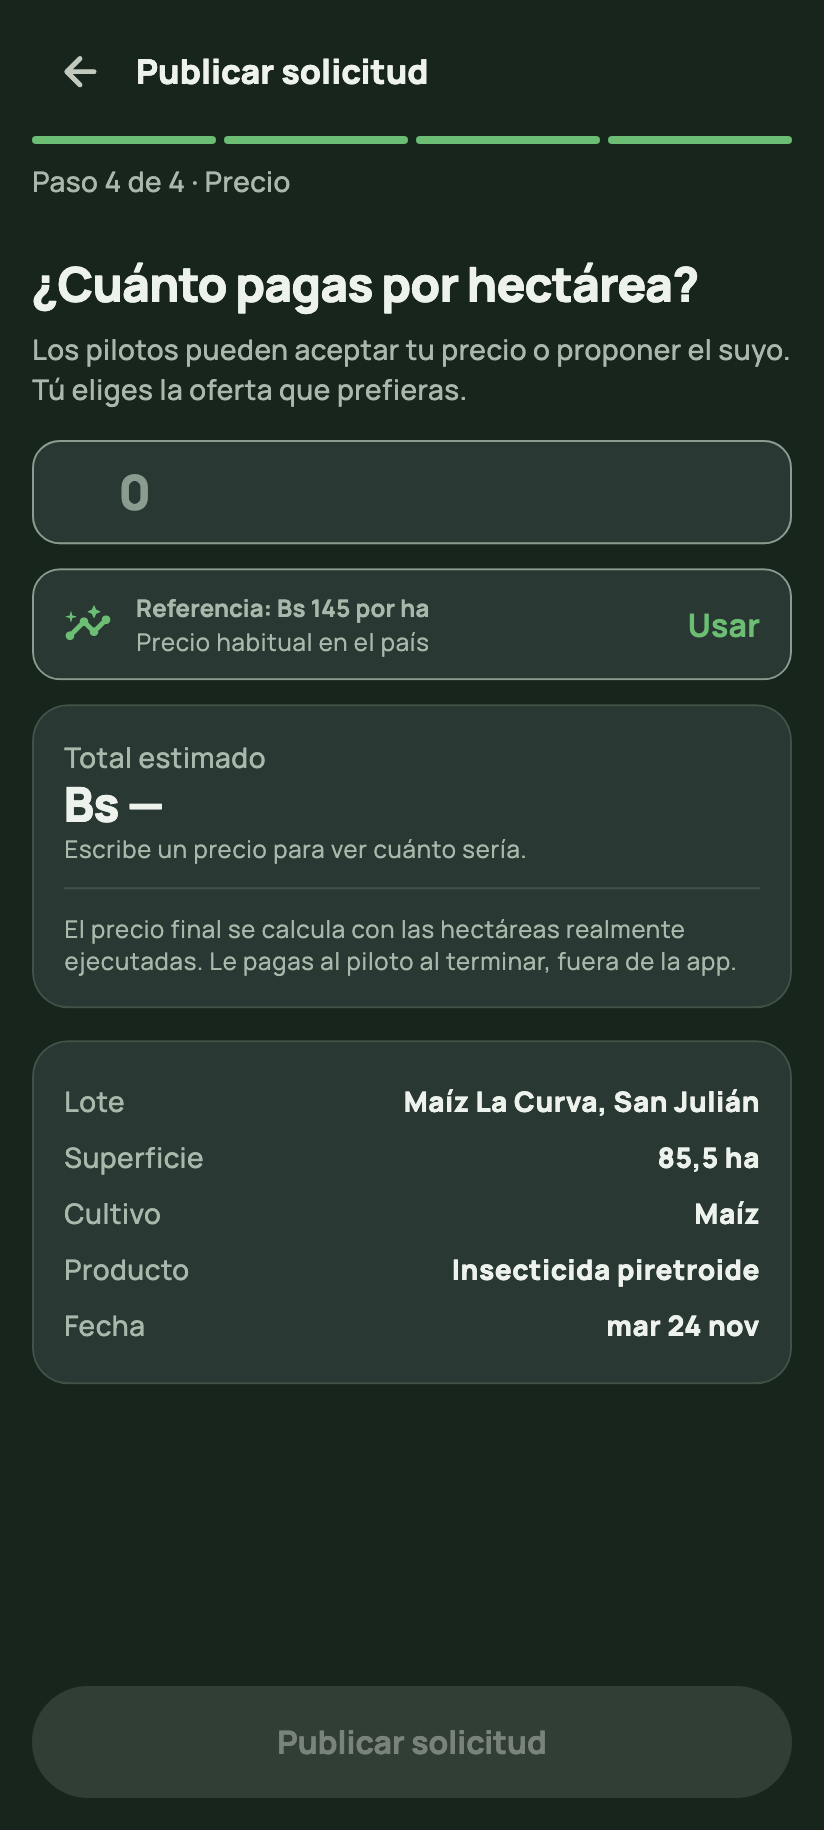 Publicar solicitud
Paso 4 de 4 · Precio
¿Cuánto pagas por hectárea?
Los pilotos pueden aceptar tu precio o proponer el suyo.
Tú eliges la oferta que prefieras.
0
Referencia: Bs 145 por ha
Precio habitual en el país
Usar
Total estimado
Bs —
Escribe un precio para ver cuánto sería.
El precio final se calcula con las hectáreas realmente
ejecutadas. Le pagas al piloto al terminar, fuera de la app.
Lote Maíz La Curva, San Julián
Superficie 85,5 ha
Cultivo Maíz
Producto Insecticida piretroide
Fecha mar 24 nov
Publicar solicitud